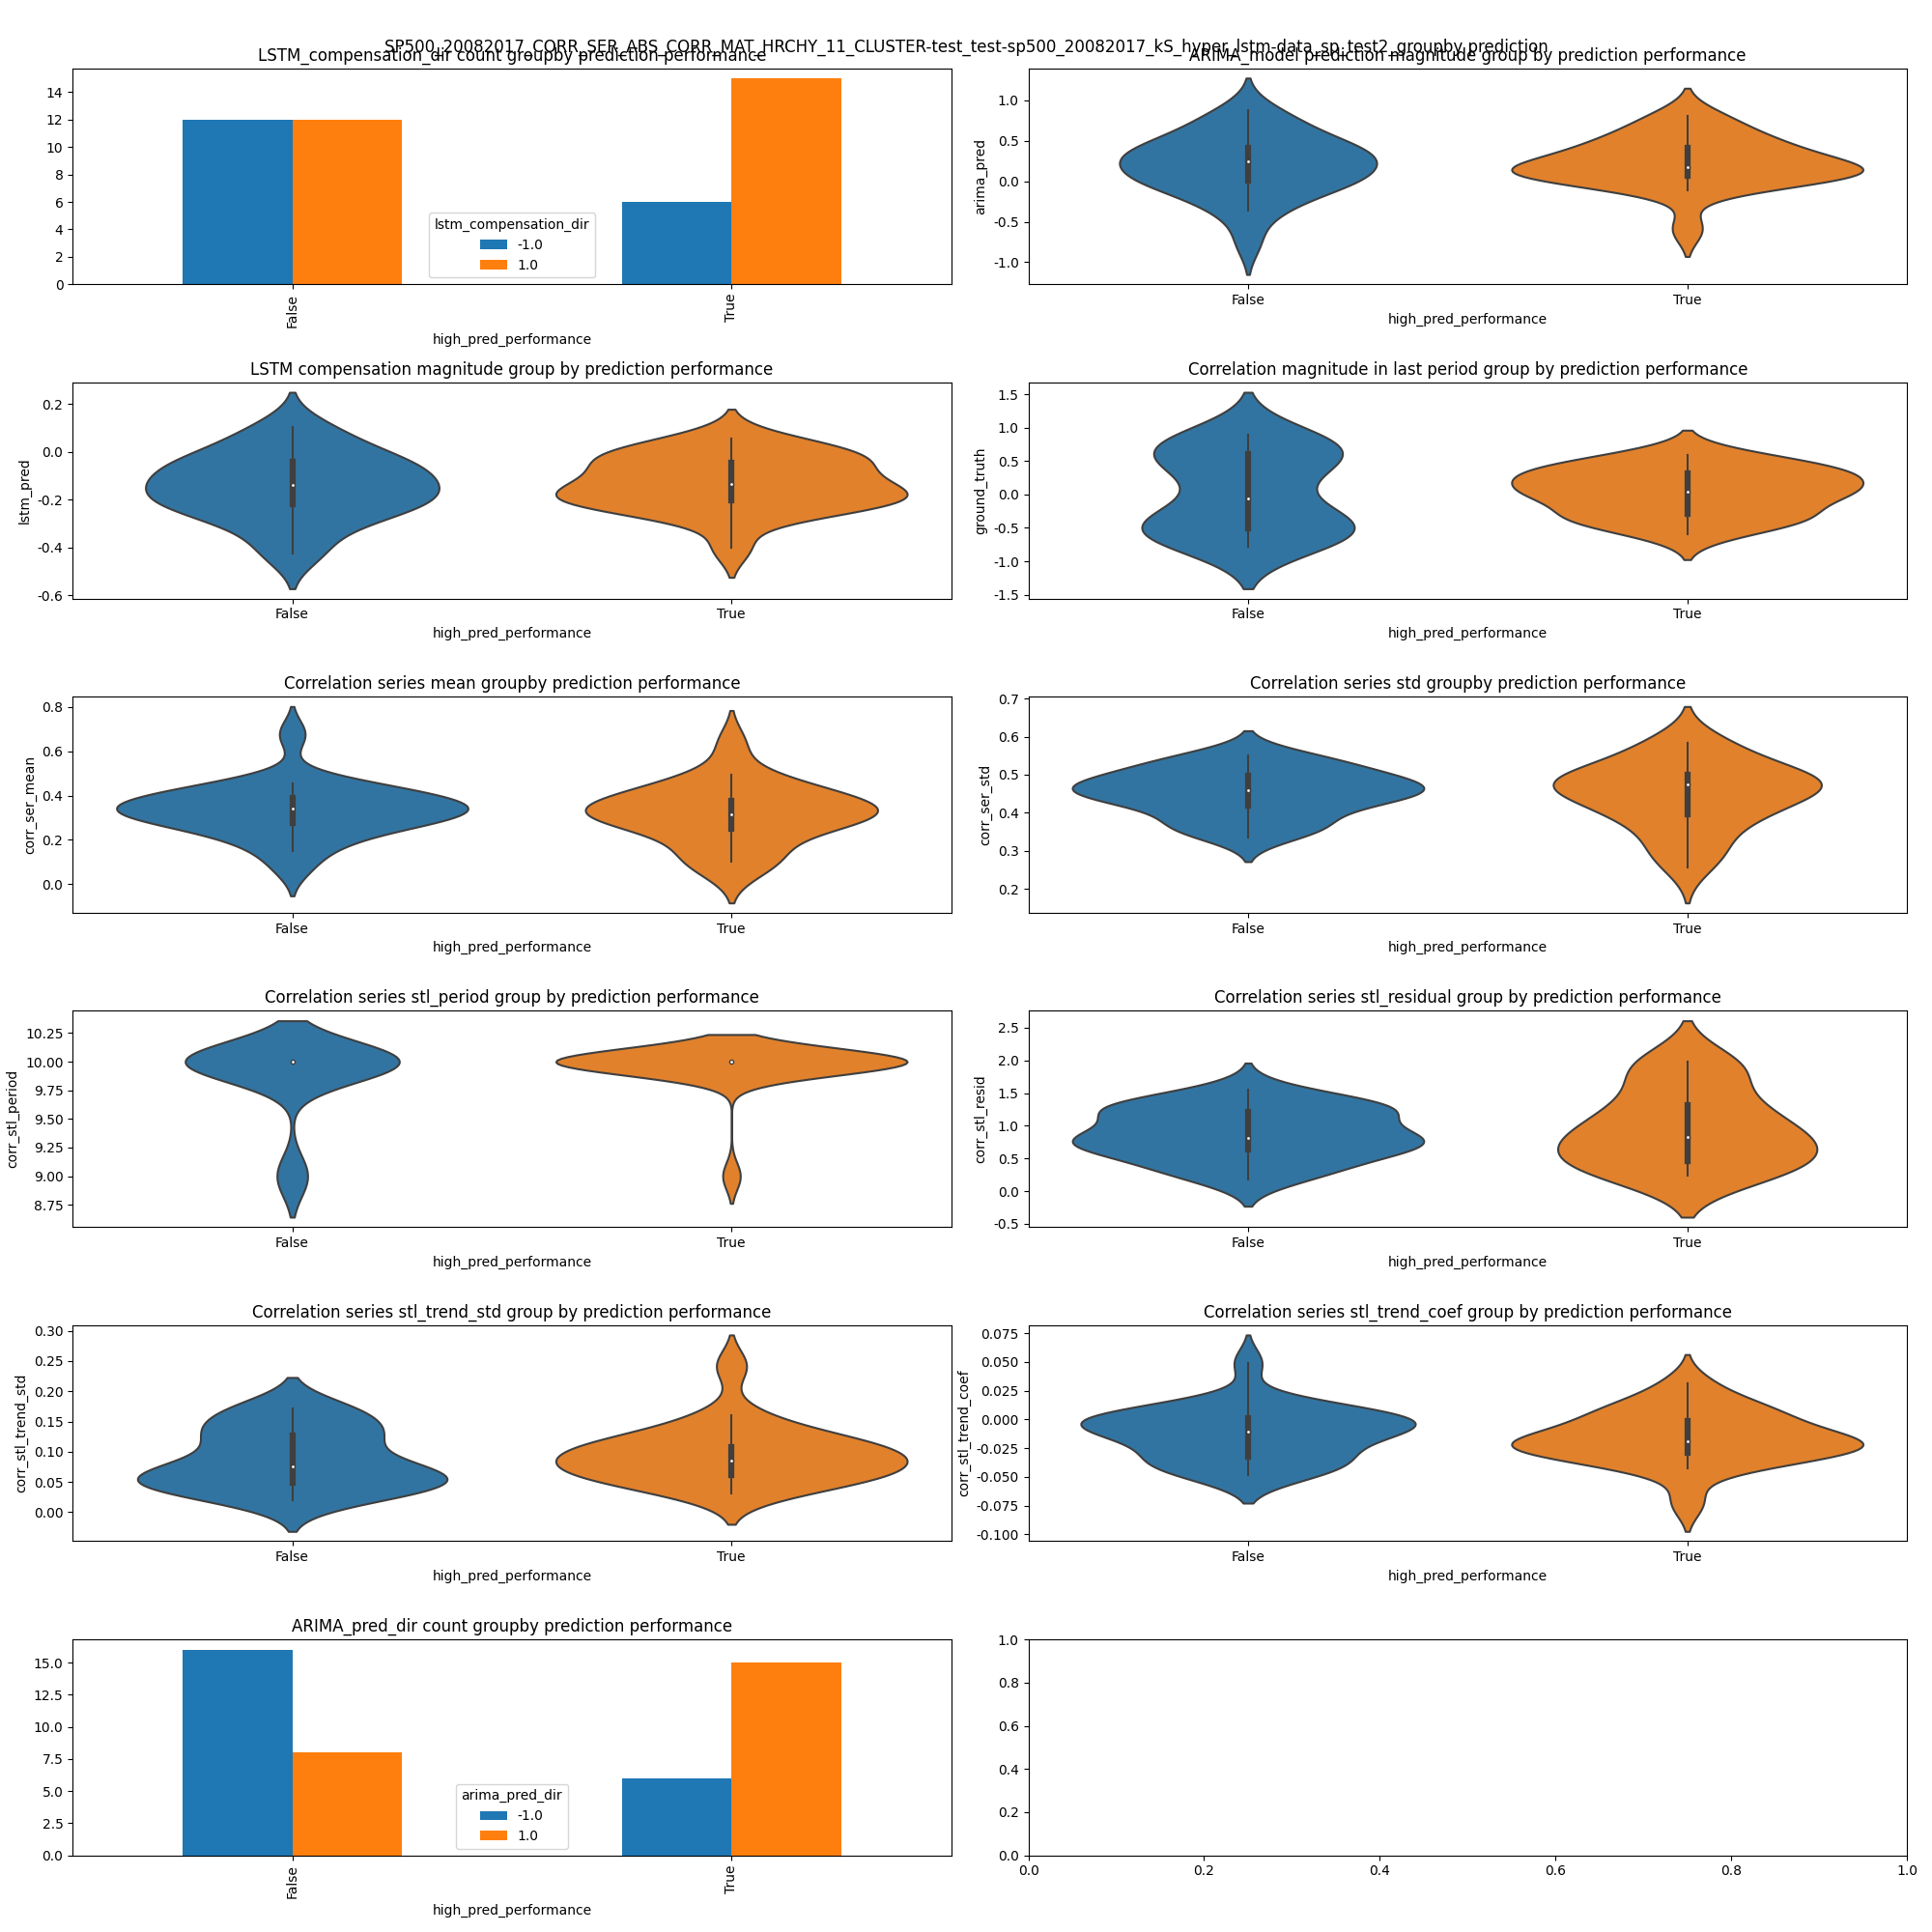 SP500_20082017_CORR_SER_ABS_CORR_MAT_HRCHY_11_CLUSTER-test_test-sp500_20082017_kS_hyper_lstm-data_sp_test2_groupby prediction
LSTM_compensation_dir count groupby prediction performance
14
12
10
8
6
4
2
0
lstm_compensation_dir
-1.0
1.0
False
True
high_pred_performance
ARIMA_model prediction magnitude group by prediction performance
arima_pred
1.0
0.5
0.0
-0.5
-1.0
False
True
high_pred_performance
LSTM compensation magnitude group by prediction performance
lstm_pred
0.2
0.0
-0.2
-0.4
-0.6
False
True
high_pred_performance
Correlation magnitude in last period group by prediction performance
ground_truth
1.5
1.0
0.5
0.0
-0.5
-1.0
-1.5
False
True
high_pred_performance
Correlation series mean groupby prediction performance
corr_ser_mean
0.8
0.6
0.4
0.2
0.0
False
True
high_pred_performance
Correlation series std groupby prediction performance
corr_ser_std
0.7
0.6
0.5
0.4
0.3
0.2
False
True
high_pred_performance
Correlation series stl_period group by prediction performance
corr_stl_period
10.25
10.00
9.75
9.50
9.25
9.00
8.75
False
True
high_pred_performance
Correlation series stl_residual group by prediction performance
corr_stl_resid
2.5
2.0
1.5
1.0
0.5
0.0
-0.5
False
True
high_pred_performance
Correlation series stl_trend_std group by prediction performance
corr_stl_trend_std
0.30
0.25
0.20
0.15
0.10
0.05
0.00
False
True
high_pred_performance
Correlation series stl_trend_coef group by prediction performance
corr_stl_trend_coef
0.075
0.050
0.025
0.000
-0.025
-0.050
-0.075
-0.100
False
True
high_pred_performance
ARIMA_pred_dir count groupby prediction performance
15.0
12.5
10.0
7.5
5.0
2.5
0.0
arima_pred_dir
-1.0
1.0
False
True
high_pred_performance
1.0
0.8
0.6
0.4
0.2
0.0
0.0
0.2
0.4
0.6
0.8
1.0